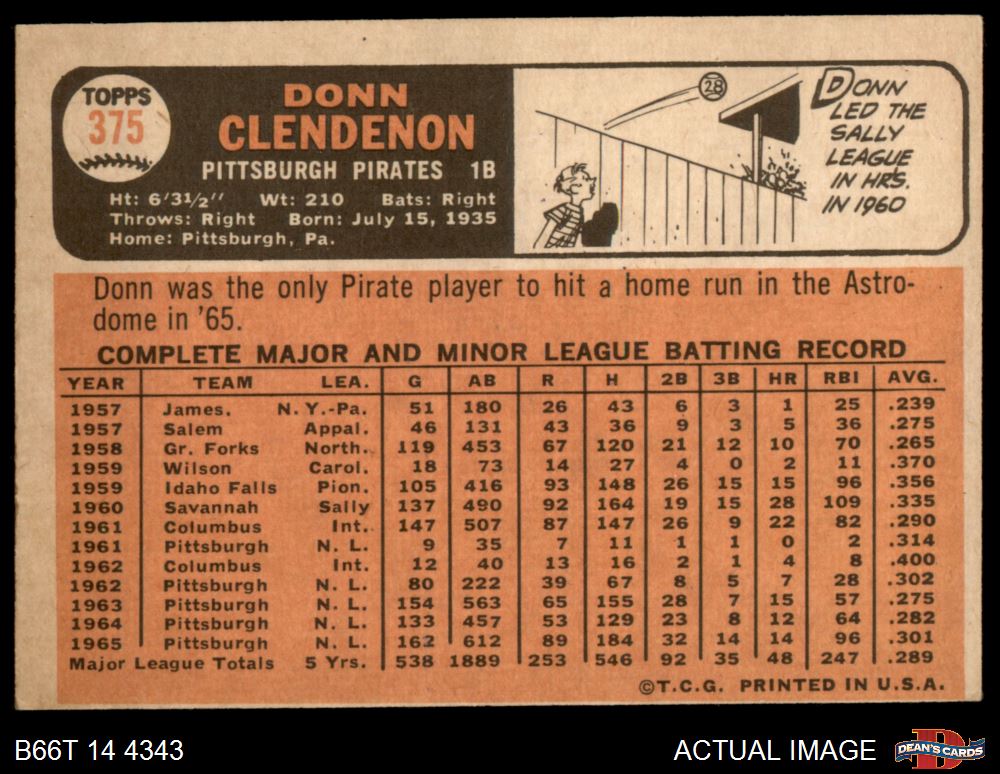 TOPPS
375
DONN
CLENDENON
PITTSBURGH PIRATES 1B
Ht: 6'3½" Wt: 210 Bats: Right
Throws: Right Born: July 15, 1935
Home: Pittsburgh, Pa.
28
DONN
LED THE
SALLY
LEAGUE
IN HRS.
IN 1960
Donn was the only Pirate player to hit a home run in the Astro-
dome in '65.
COMPLETE MAJOR AND MINOR LEAGUE BATTING RECORD
YEAR TEAM LEA. G AB R H 2B 3B HR RBI AVG.
1957 James. N.Y.-Pa. 51 180 26 43 6 3 1 25 .239
1957 Salem Appal. 46 131 43 36 9 3 5 36 .275
1958 Gr. Forks North. 119 453 67 120 21 12 10 70 .265
1959 Wilson Carol. 18 73 14 27 4 0 2 11 .370
1959 Idaho Falls Pion. 105 416 93 148 26 15 15 96 .356
1960 Savannah Sally 137 490 92 164 19 15 28 109 .335
1961 Columbus Int. 147 507 87 147 26 9 22 82 .290
1961 Pittsburgh N. L. 9 35 7 11 1 1 0 2 .314
1962 Columbus Int. 12 40 13 16 2 1 4 8 .400
1962 Pittsburgh N. L. 80 222 39 67 8 5 7 28 .302
1963 Pittsburgh N. L. 154 563 65 155 28 7 15 57 .275
1964 Pittsburgh N. L. 133 457 53 129 23 8 12 64 .282
1965 Pittsburgh N. L. 162 612 89 184 32 14 14 96 .301
Major League Totals 5 Yrs. 538 1889 253 546 92 35 48 247 .289
©T.C.G. PRINTED IN U.S.A.
B66T 14 4343
ACTUAL IMAGE
D
DEAN'S CARDS